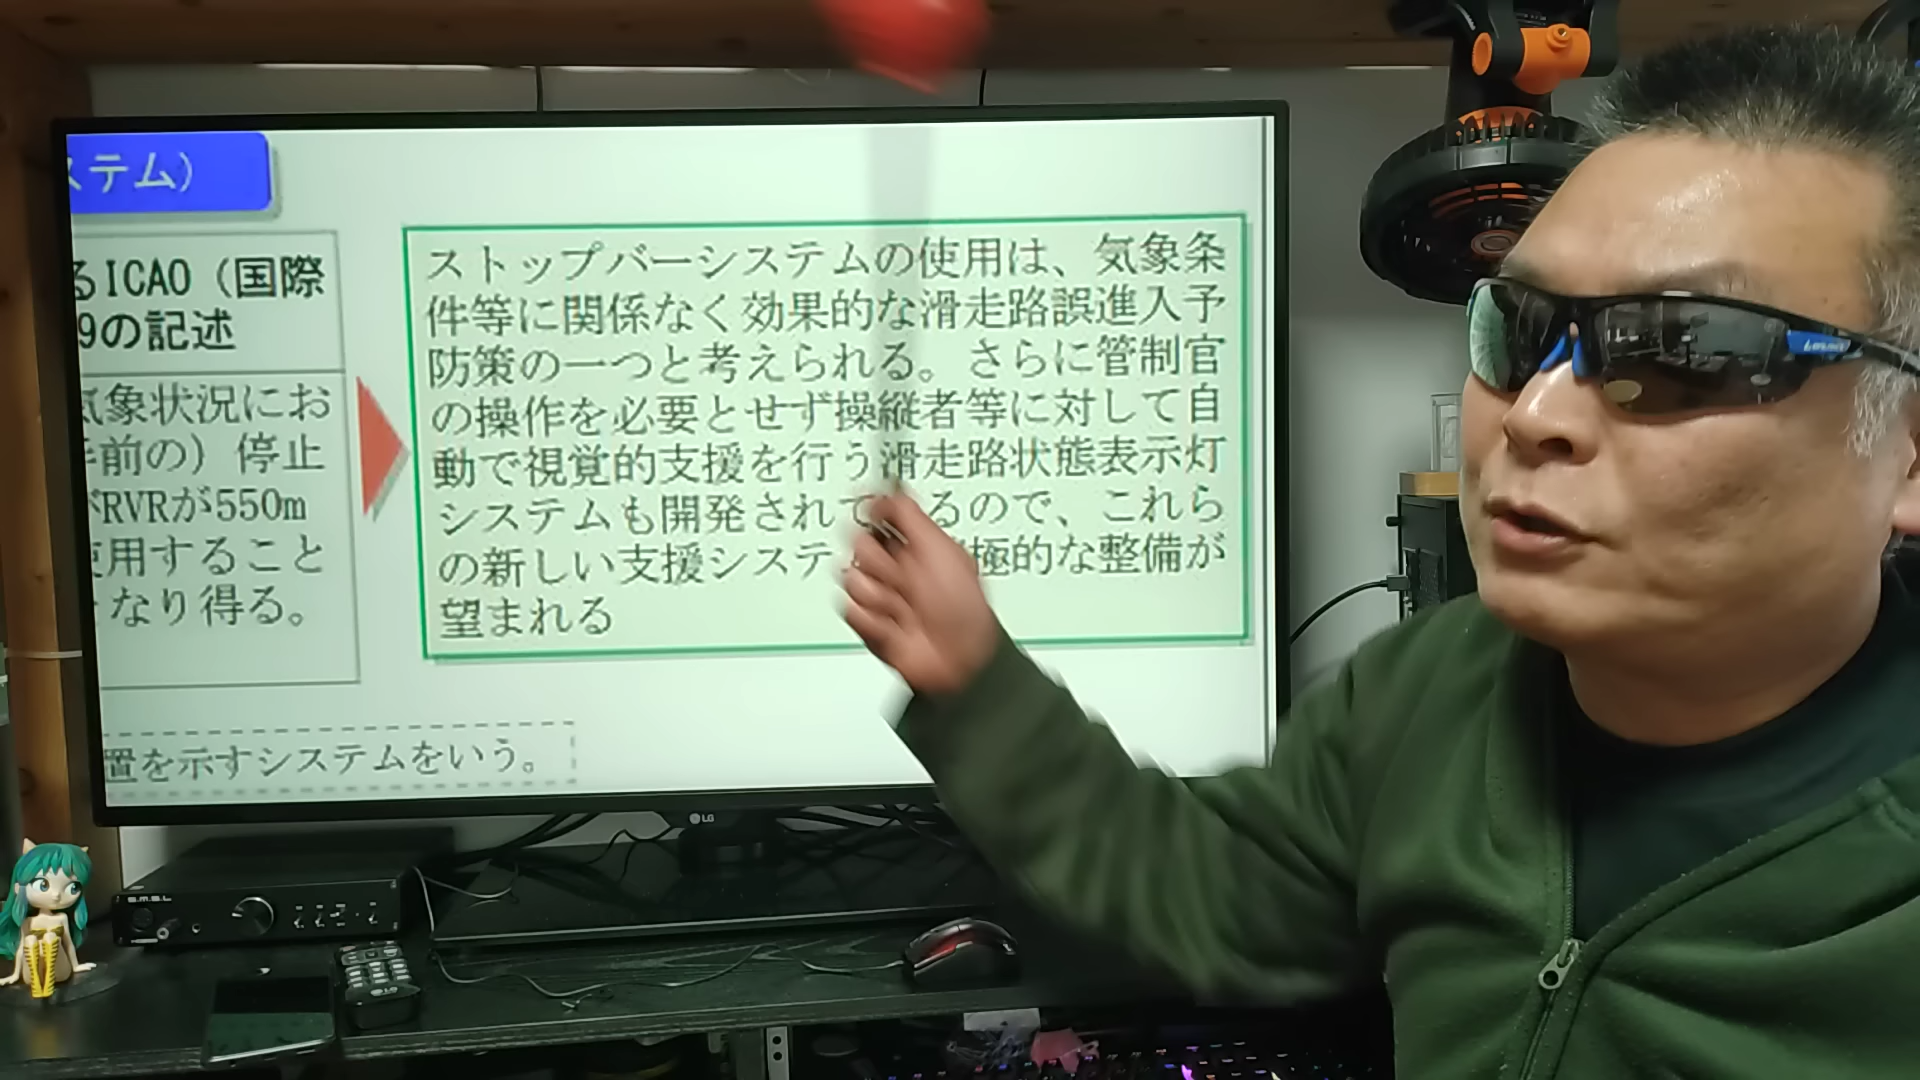 ステム)
るICAO（国際
9の記述
気象状況にお
手前の）停止
がRVRが550m
使用すること
なり得る。
ストップバーシステムの使用は、気象条
件等に関係なく効果的な滑走路誤進入予
防策の一つと考えられる。さらに管制官
の操作を必要とせず操縦者等に対して自
動で視覚的支援を行う滑走路状態表示灯
システムも開発されて るので、これら
の新しい支援システ 極的な整備が
望まれる
置を示すシステムをいう。
LG
S.M.S.L
LG